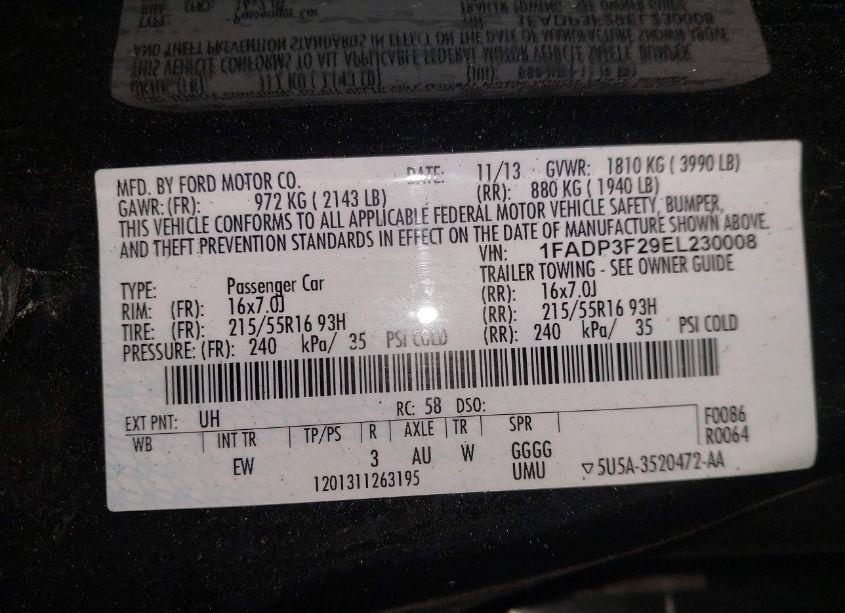 MFD. BY FORD MOTOR CO. DATE: 11/13 GVWR: 1810 KG ( 3990 LB)
GAWR: (FR): 972 KG ( 2143 LB) (RR): 880 KG ( 1940 LB)
THIS VEHICLE CONFORMS TO ALL APPLICABLE FEDERAL MOTOR VEHICLE SAFETY, BUMPER,
AND THEFT PREVENTION STANDARDS IN EFFECT ON THE DATE OF MANUFACTURE SHOWN ABOVE.
VIN: 1FADP3F29EL230008
TYPE: Passenger Car TRAILER TOWING - SEE OWNER GUIDE
RIM: (FR): 16x7.0J (RR): 16x7.0J
TIRE: (FR): 215/55R16 93H (RR): 215/55R16 93H
PRESSURE: (FR): 240 kPa/ 35 PSI COLD (RR): 240 kPa/ 35 PSI COLD
EXT PNT: UH RC: 58 DSO: F0086
WB INT TR TP/PS R AXLE TR SPR R0064
EW 3 AU W GGGG
1201311263195 UMU ▽5U5A-3520472-AA